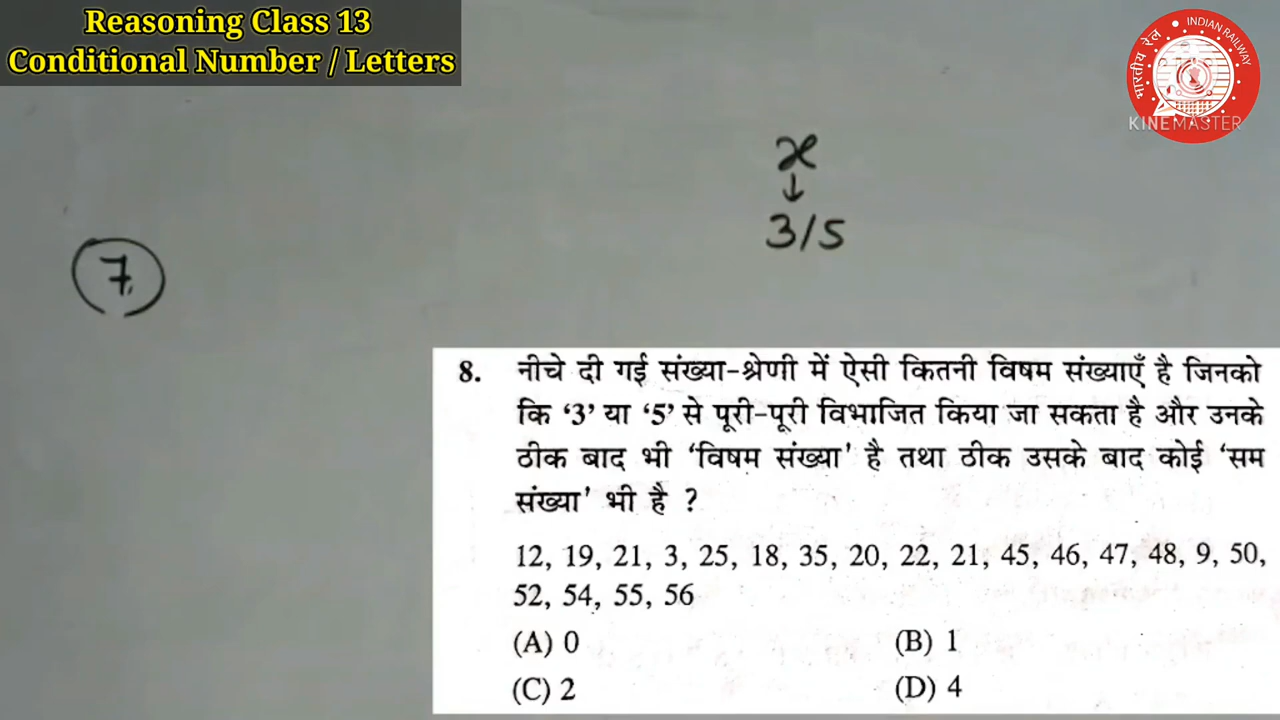 Reasoning Class 13
Conditional Number / Letters
भारतीय रेल
INDIAN RAILWAY
KINEMASTER
x
↓
3/5
7.
8. नीचे दी गई संख्या-श्रेणी में ऐसी कितनी विषम संख्याएँ है जिनको
कि ‘3’ या ‘5’ से पूरी-पूरी विभाजित किया जा सकता है और उनके
ठीक बाद भी ‘विषम संख्या’ है तथा ठीक उसके बाद कोई ‘सम
संख्या’ भी है ?
12, 19, 21, 3, 25, 18, 35, 20, 22, 21, 45, 46, 47, 48, 9, 50,
52, 54, 55, 56
(A) 0 (B) 1
(C) 2 (D) 4